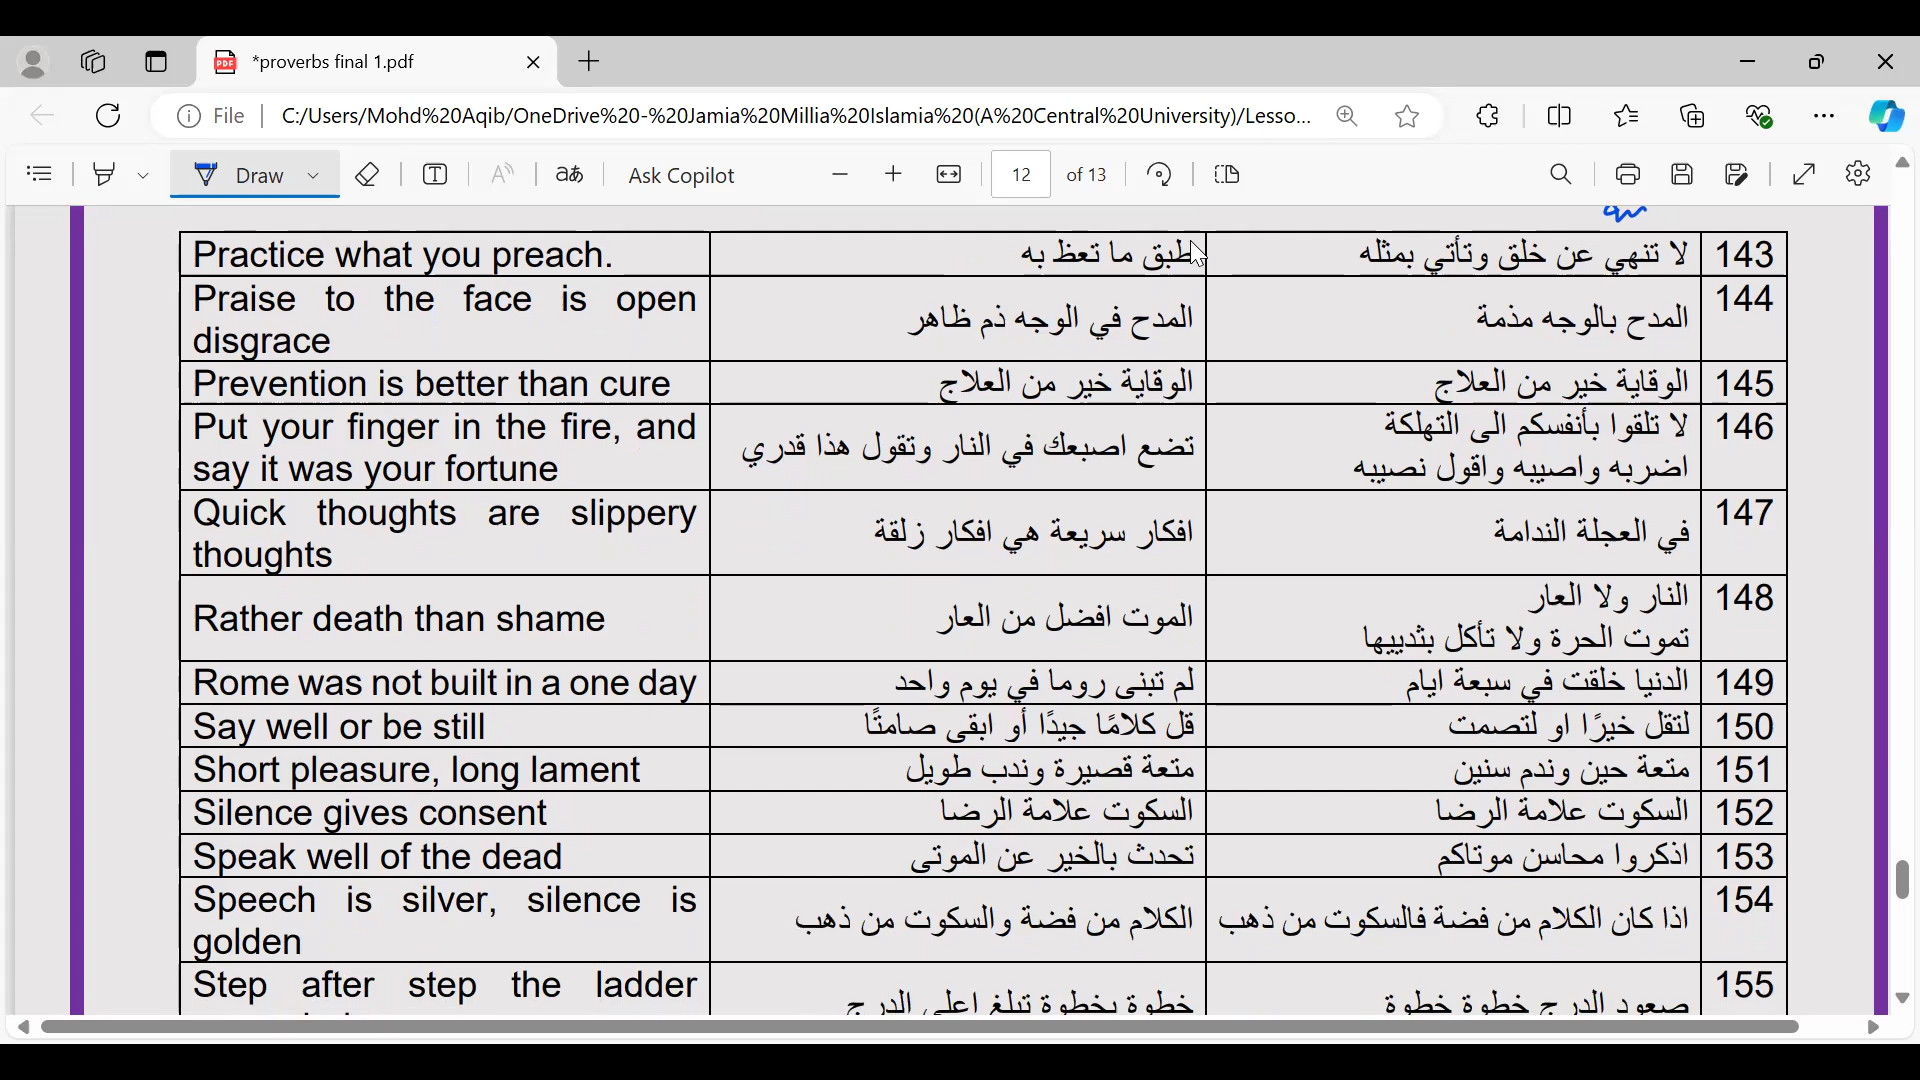 *proverbs final 1.pdf
File
C:/Users/Mohd%20Aqib/OneDrive%20-%20Jamia%20Millia%20Islamia%20(A%20Central%20University)/Lesso...
Draw
Ask Copilot
12
of 13
Practice what you preach.
طبق ما تعظ به
لا تنهي عن خلق وتأتي بمثله
143
Praise to the face is open
disgrace
المدح في الوجه ذم ظاهر
المدح بالوجه مذمة
144
Prevention is better than cure
الوقاية خير من العلاج
الوقاية خير من العلاج
145
Put your finger in the fire, and
say it was your fortune
تضع اصبعك في النار وتقول هذا قدري
لا تلقوا بأنفسكم الى التهلكة
اضربه واصيبه واقول نصيبه
146
Quick thoughts are slippery
thoughts
افكار سريعة هي افكار زلقة
في العجلة الندامة
147
Rather death than shame
الموت افضل من العار
النار ولا العار
تموت الحرة ولا تأكل بثدييها
148
Rome was not built in a one day
لم تبنى روما في يوم واحد
الدنيا خلقت في سبعة ايام
149
Say well or be still
قل كلامًا جيدًا أو ابقى صامتًا
لتقل خيرًا او لتصمت
150
Short pleasure, long lament
متعة قصيرة وندب طويل
متعة حين وندم سنين
151
Silence gives consent
السكوت علامة الرضا
السكوت علامة الرضا
152
Speak well of the dead
تحدث بالخير عن الموتى
اذكروا محاسن موتاكم
153
Speech is silver, silence is
golden
الكلام من فضة والسكوت من ذهب
اذا كان الكلام من فضة فالسكوت من ذهب
154
Step after step the ladder
خطوة بخطوة تبلغ اعلى الدرج
صعود الدرج خطوة خطوة
155